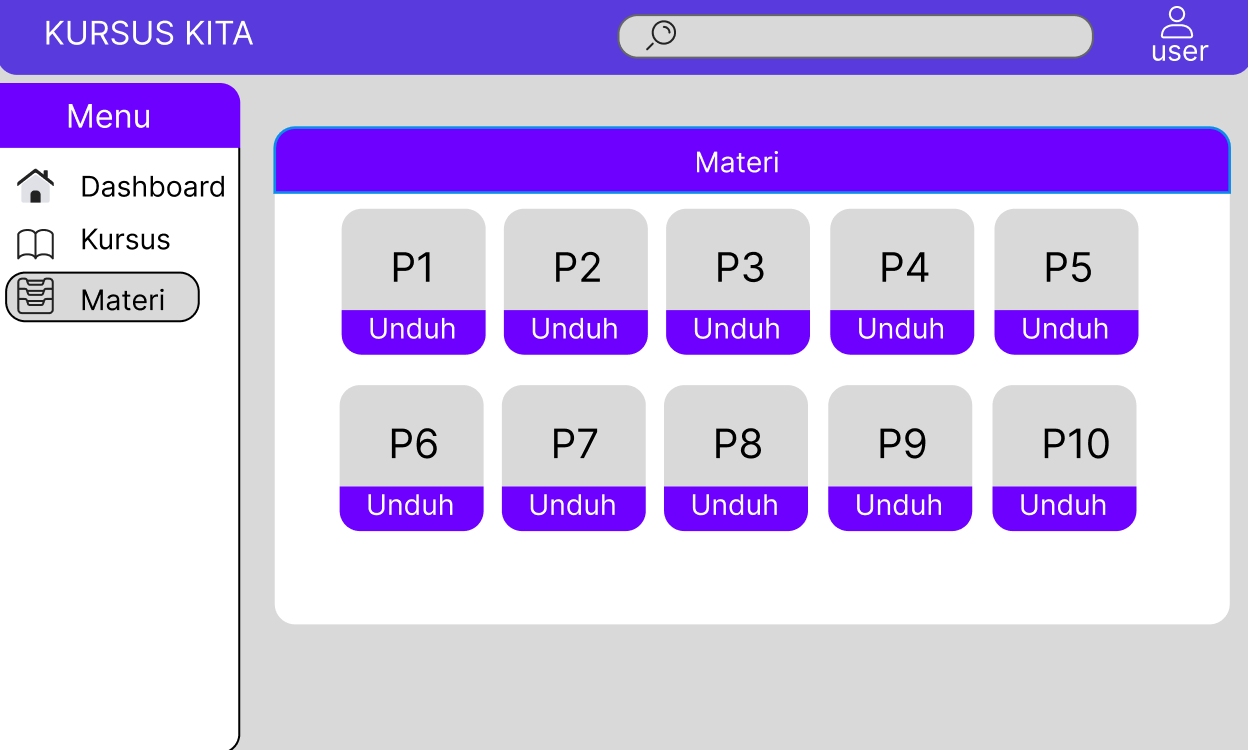 KURSUS KITA
user
Menu
Dashboard
Kursus
Materi
Materi
P1
P2
P3
P4
P5
Unduh
Unduh
Unduh
Unduh
Unduh
P6
P7
P8
P9
P10
Unduh
Unduh
Unduh
Unduh
Unduh